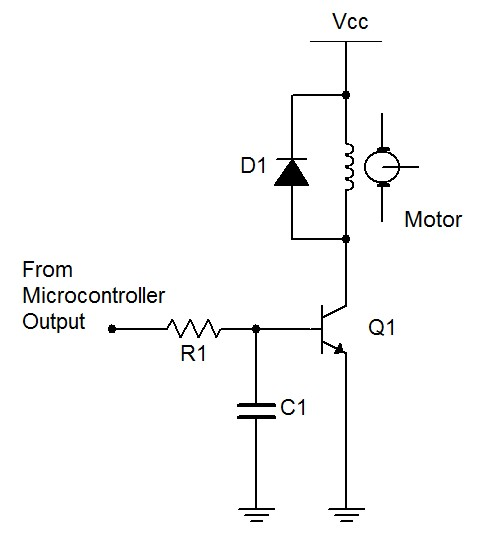 Vcc
D1
Motor
From
Microcontroller
Output
R1
Q1
C1